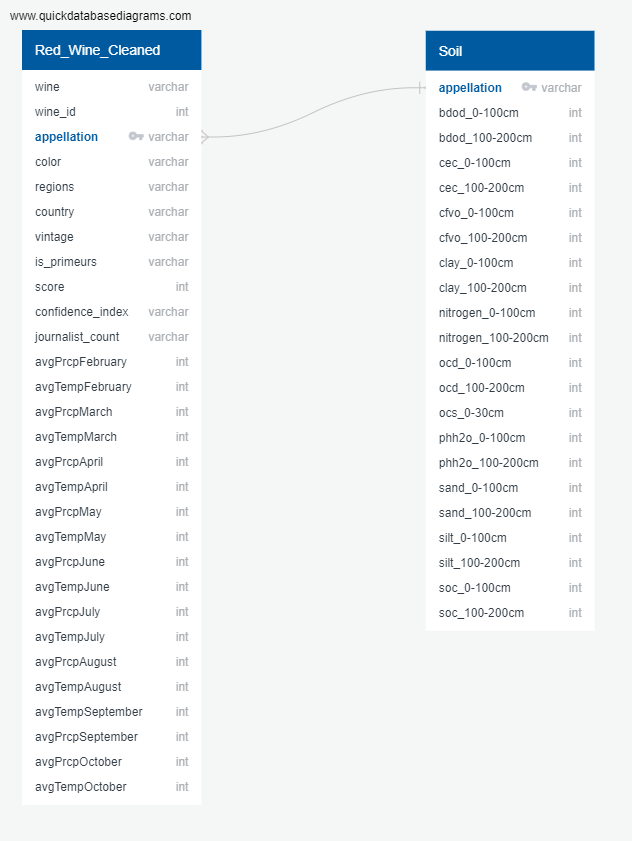 www.quickdatabasediagrams.com
Red_Wine_Cleaned
wine varchar
wine_id int
appellation varchar
color varchar
regions varchar
country varchar
vintage varchar
is_primeurs varchar
score int
confidence_index varchar
journalist_count varchar
avgPrcpFebruary int
avgTempFebruary int
avgPrcpMarch int
avgTempMarch int
avgPrcpApril int
avgTempApril int
avgPrcpMay int
avgTempMay int
avgPrcpJune int
avgTempJune int
avgPrcpJuly int
avgTempJuly int
avgPrcpAugust int
avgTempAugust int
avgTempSeptember int
avgPrcpSeptember int
avgPrcpOctober int
avgTempOctober int
Soil
appellation varchar
bdod_0-100cm int
bdod_100-200cm int
cec_0-100cm int
cec_100-200cm int
cfvo_0-100cm int
cfvo_100-200cm int
clay_0-100cm int
clay_100-200cm int
nitrogen_0-100cm int
nitrogen_100-200cm int
ocd_0-100cm int
ocd_100-200cm int
ocs_0-30cm int
phh2o_0-100cm int
phh2o_100-200cm int
sand_0-100cm int
sand_100-200cm int
silt_0-100cm int
silt_100-200cm int
soc_0-100cm int
soc_100-200cm int